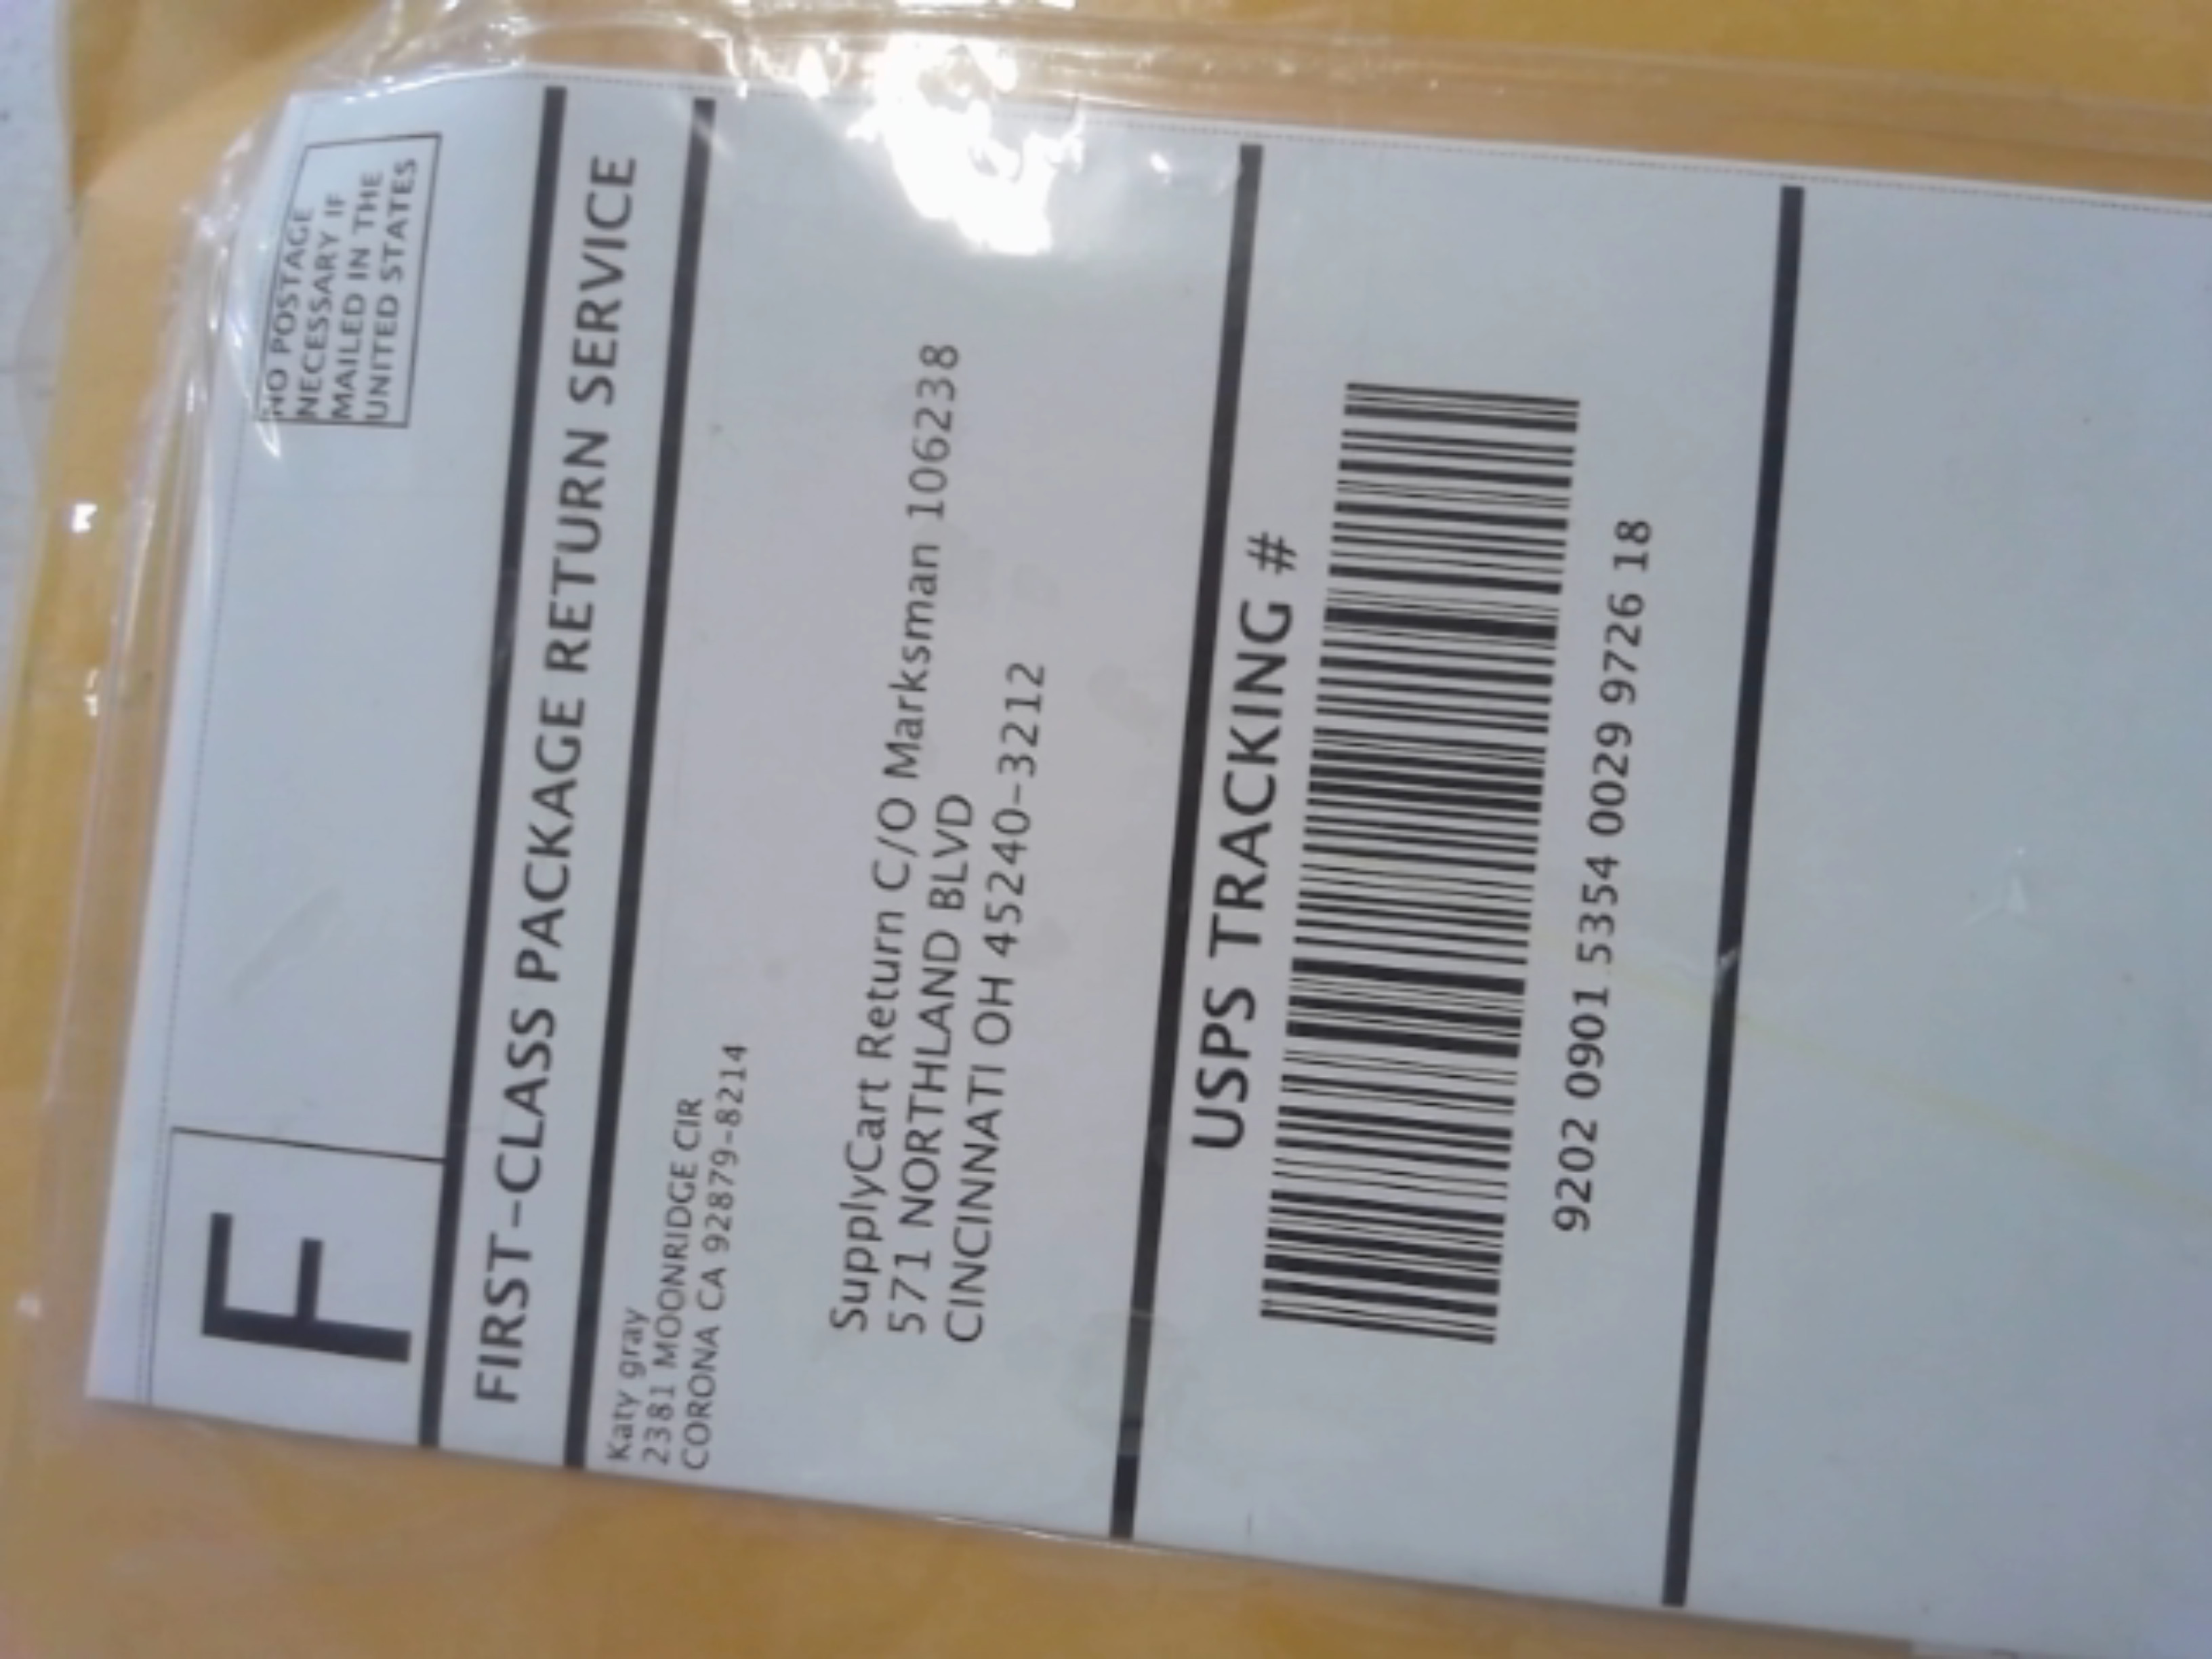 F
NO POSTAGE
NECESSARY IF
MAILED IN THE
UNITED STATES
FIRST-CLASS PACKAGE RETURN SERVICE
Katy gray
2381 MOONRIDGE CIR
CORONA CA 92879-8214
SupplyCart Return C/O Marksman 106238
571 NORTHLAND BLVD
CINCINNATI OH 45240-3212
USPS TRACKING #
9202 0901 5354 0029 9726 18